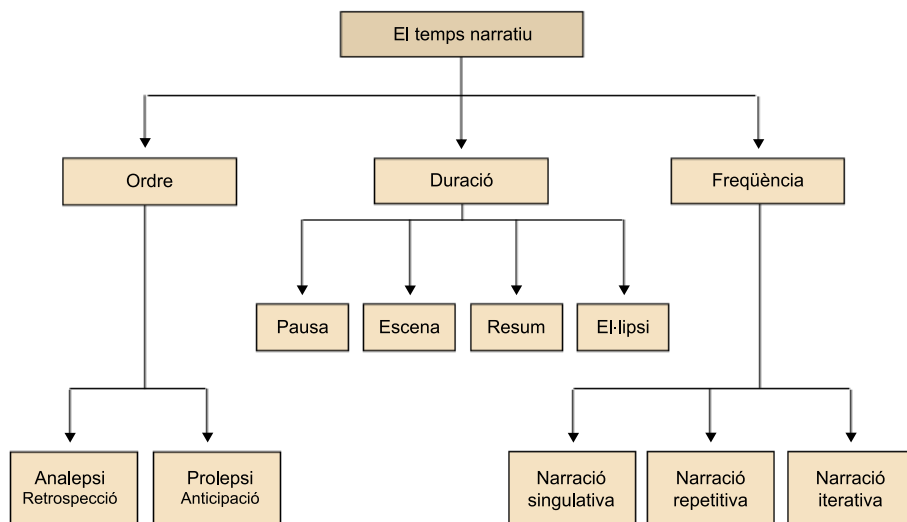 El temps narratiu
Ordre
Duració
Freqüència
Pausa
Escena
Resum
El·lipsi
Analepsi
Retrospecció
Prolepsi
Anticipació
Narració
singulativa
Narració
repetitiva
Narració
iterativa